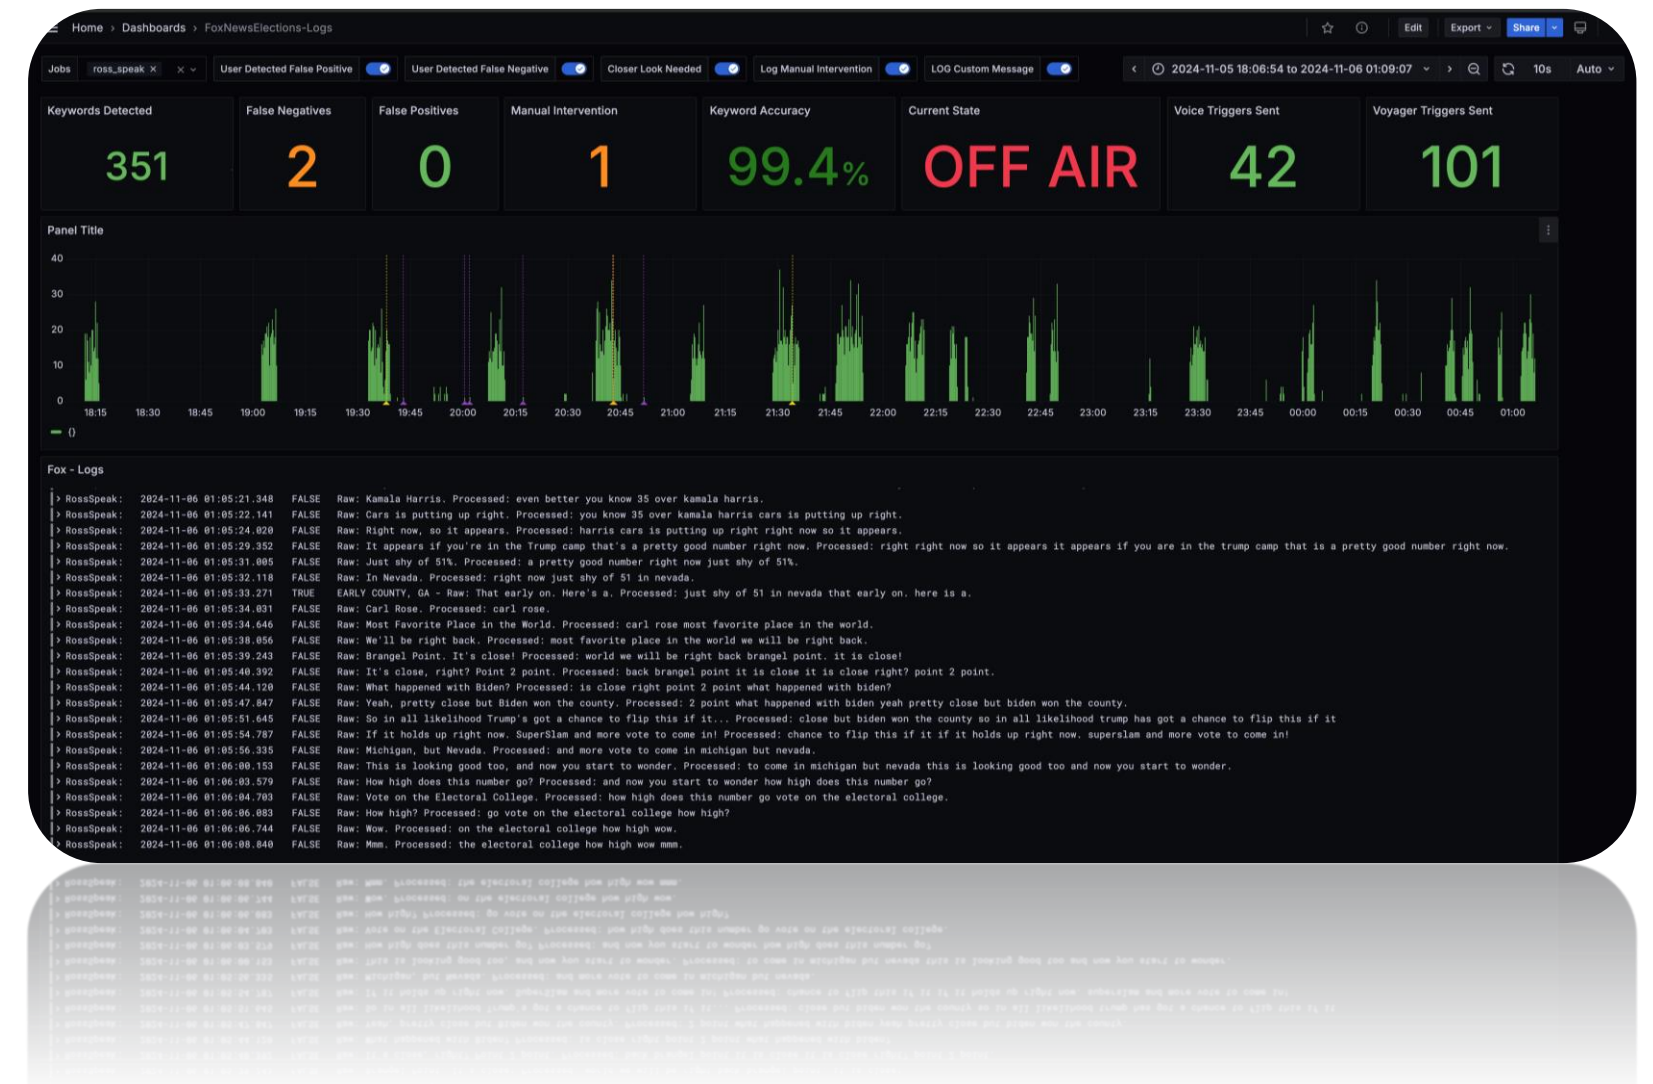 Home › Dashboards › FoxNewsElections-Logs Edit Export Share
Jobs ross_speak × × User Detected False Positive User Detected False Negative Closer Look Needed Log Manual Intervention LOG Custom Message ‹ 2024-11-05 18:06:54 to 2024-11-06 01:09:07 › 10s Auto
Keywords Detected False Negatives False Positives Manual Intervention Keyword Accuracy Current State Voice Triggers Sent Voyager Triggers Sent
351 2 0 1 99.4% OFF AIR 42 101
Panel Title
40
30
20
10
0
18:15 18:30 18:45 19:00 19:15 19:30 19:45 20:00 20:15 20:30 20:45 21:00 21:15 21:30 21:45 22:00 22:15 22:30 22:45 23:00 23:15 23:30 23:45 00:00 00:15 00:30 00:45 01:00
{}
Fox - Logs
> RossSpeak: 2024-11-06 01:05:21.348 FALSE Raw: Kamala Harris. Processed: even better you know 35 over kamala harris.
> RossSpeak: 2024-11-06 01:05:22.141 FALSE Raw: Cars is putting up right. Processed: you know 35 over kamala harris cars is putting up right.
> RossSpeak: 2024-11-06 01:05:24.020 FALSE Raw: Right now, so it appears. Processed: harris cars is putting up right right now so it appears.
> RossSpeak: 2024-11-06 01:05:29.352 FALSE Raw: It appears if you're in the Trump camp that's a pretty good number right now. Processed: right right now so it appears it appears if you are in the trump camp that is a pretty good number right now.
> RossSpeak: 2024-11-06 01:05:31.005 FALSE Raw: Just shy of 51%. Processed: a pretty good number right now just shy of 51%.
> RossSpeak: 2024-11-06 01:05:32.118 FALSE Raw: In Nevada. Processed: right now just shy of 51 in nevada.
> RossSpeak: 2024-11-06 01:05:33.271 TRUE EARLY COUNTY, GA - Raw: That early on. Here's a. Processed: just shy of 51 in nevada that early on. here is a.
> RossSpeak: 2024-11-06 01:05:34.031 FALSE Raw: Carl Rose. Processed: carl rose.
> RossSpeak: 2024-11-06 01:05:34.646 FALSE Raw: Most Favorite Place in the World. Processed: carl rose most favorite place in the world.
> RossSpeak: 2024-11-06 01:05:38.056 FALSE Raw: We'll be right back. Processed: most favorite place in the world we will be right back.
> RossSpeak: 2024-11-06 01:05:39.243 FALSE Raw: Brangel Point. It's close! Processed: world we will be right back brangel point. it is close!
> RossSpeak: 2024-11-06 01:05:40.392 FALSE Raw: It's close, right? Point 2 point. Processed: back brangel point it is close it is close right? point 2 point.
> RossSpeak: 2024-11-06 01:05:44.120 FALSE Raw: What happened with Biden? Processed: is close right point 2 point what happened with biden?
> RossSpeak: 2024-11-06 01:05:47.847 FALSE Raw: Yeah, pretty close but Biden won the county. Processed: 2 point what happened with biden yeah pretty close but biden won the county.
> RossSpeak: 2024-11-06 01:05:51.645 FALSE Raw: So in all likelihood Trump's got a chance to flip this if it... Processed: close but biden won the county so in all likelihood trump has got a chance to flip this if it
> RossSpeak: 2024-11-06 01:05:54.787 FALSE Raw: If it holds up right now. SuperSlam and more vote to come in! Processed: chance to flip this if it if it holds up right now. superslam and more vote to come in!
> RossSpeak: 2024-11-06 01:05:56.335 FALSE Raw: Michigan, but Nevada. Processed: and more vote to come in michigan but nevada.
> RossSpeak: 2024-11-06 01:06:00.153 FALSE Raw: This is looking good too, and now you start to wonder. Processed: to come in michigan but nevada this is looking good too and now you start to wonder.
> RossSpeak: 2024-11-06 01:06:03.579 FALSE Raw: How high does this number go? Processed: and now you start to wonder how high does this number go?
> RossSpeak: 2024-11-06 01:06:04.703 FALSE Raw: Vote on the Electoral College. Processed: how high does this number go vote on the electoral college.
> RossSpeak: 2024-11-06 01:06:06.083 FALSE Raw: How high? Processed: go vote on the electoral college how high?
> RossSpeak: 2024-11-06 01:06:06.744 FALSE Raw: Wow. Processed: on the electoral college how high wow.
> RossSpeak: 2024-11-06 01:06:08.840 FALSE Raw: Mmm. Processed: the electoral college how high wow mmm.